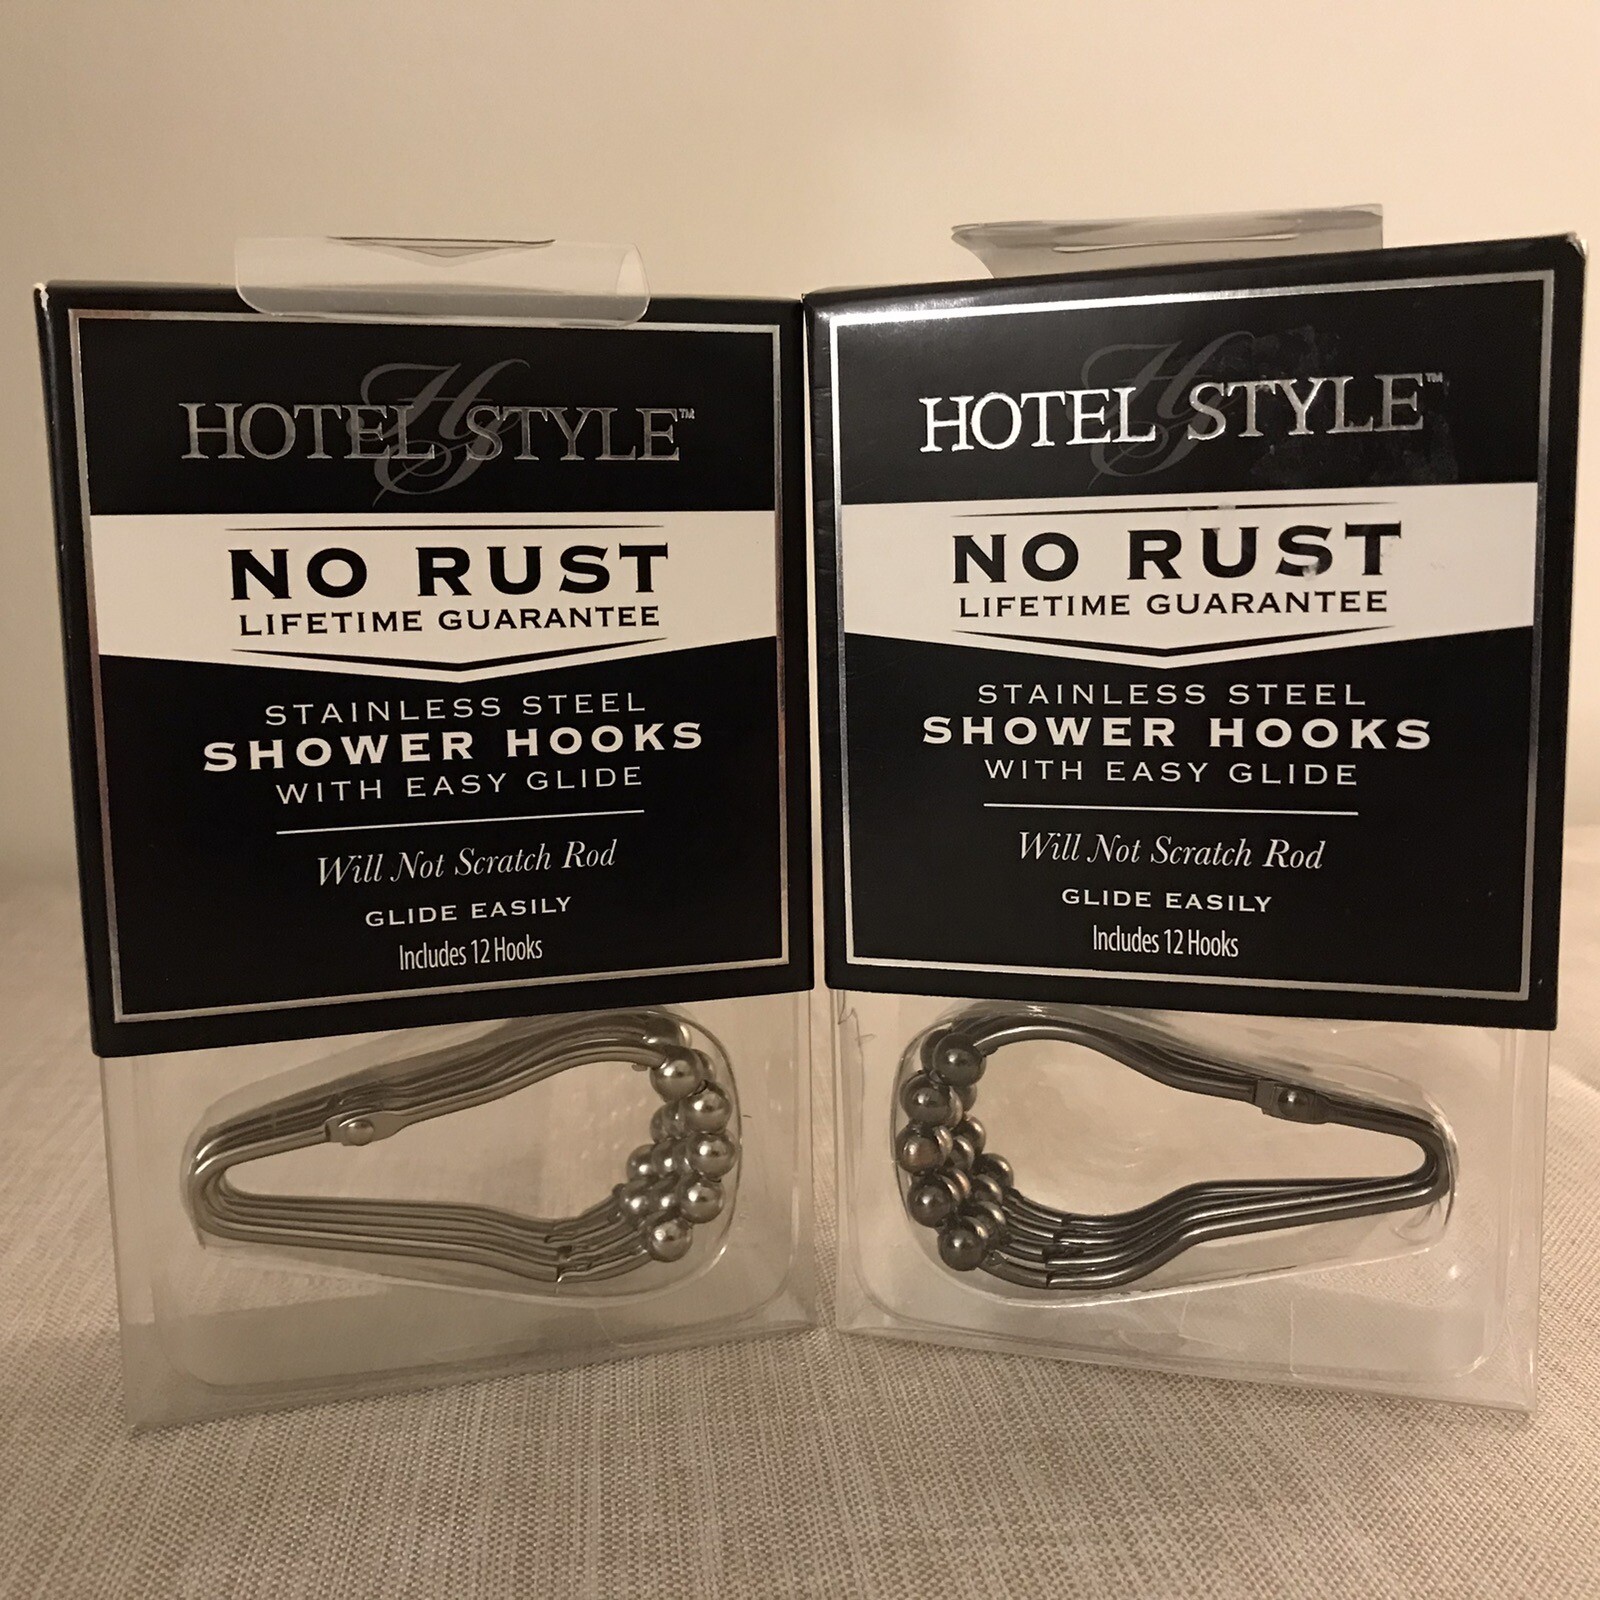 HOTEL STYLE™
NO RUST
LIFETIME GUARANTEE
STAINLESS STEEL
SHOWER HOOKS
WITH EASY GLIDE
Will Not Scratch Rod
GLIDE EASILY
Includes 12 Hooks
HOTEL STYLE™
NO RUST
LIFETIME GUARANTEE
STAINLESS STEEL
SHOWER HOOKS
WITH EASY GLIDE
Will Not Scratch Rod
GLIDE EASILY
Includes 12 Hooks